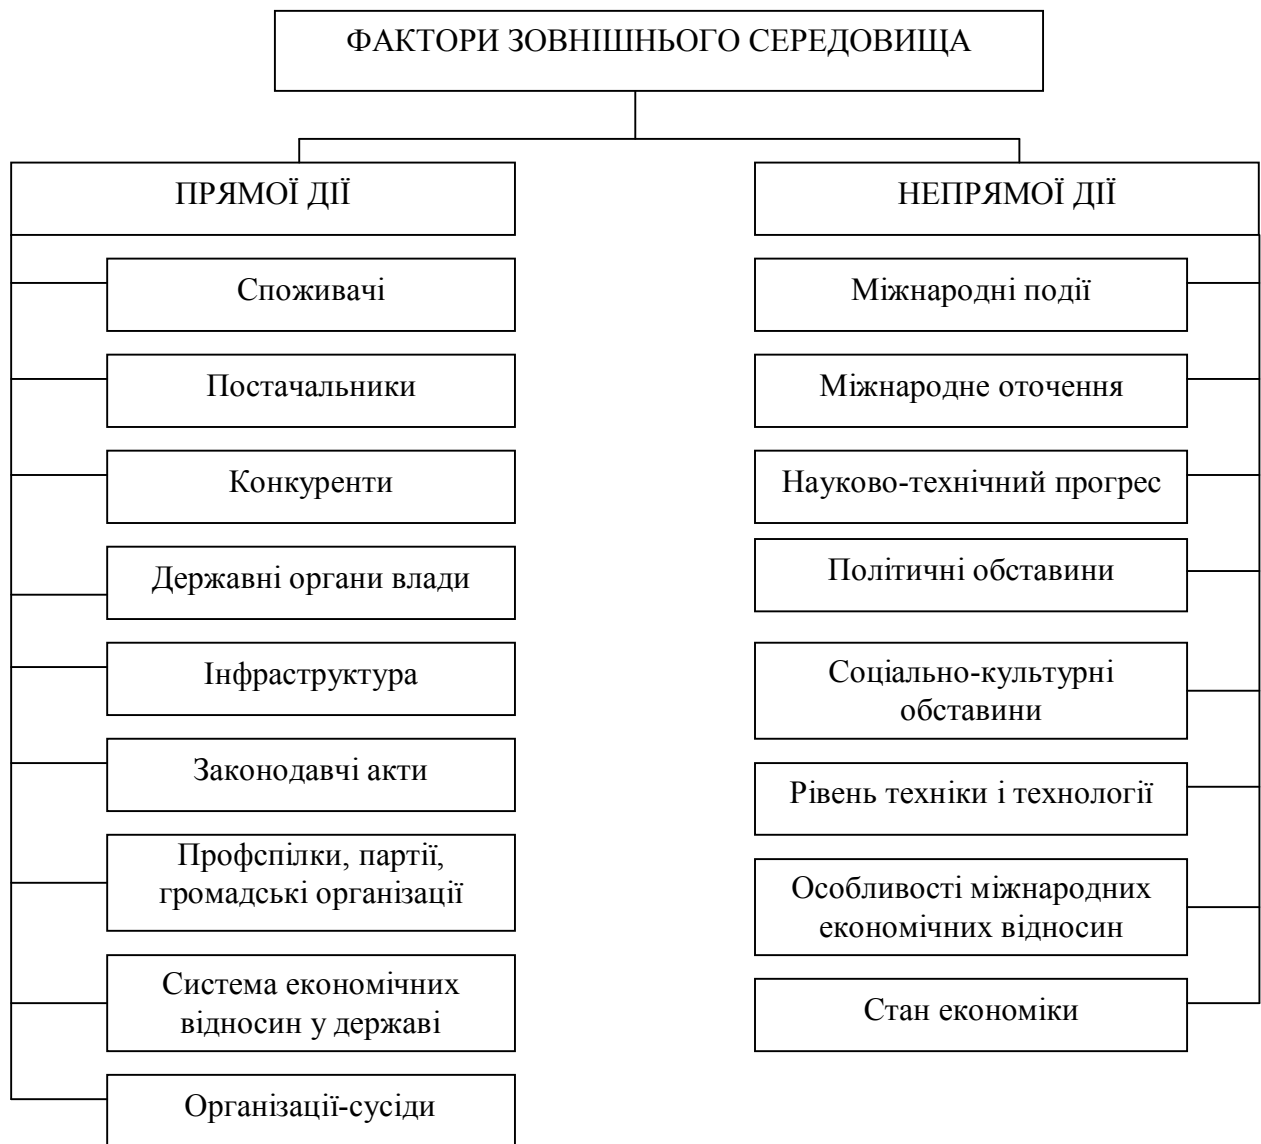 ФАКТОРИ ЗОВНІШНЬОГО СЕРЕДОВИЩА
ПРЯМОЇ ДІЇ
Споживачі
Постачальники
Конкуренти
Державні органи влади
Інфраструктура
Законодавчі акти
Профспілки, партії,
громадські організації
Система економічних
відносин у державі
Організації-сусіди
НЕПРЯМОЇ ДІЇ
Міжнародні події
Міжнародне оточення
Науково-технічний прогрес
Політичні обставини
Соціально-культурні
обставини
Рівень техніки і технології
Особливості міжнародних
економічних відносин
Стан економіки